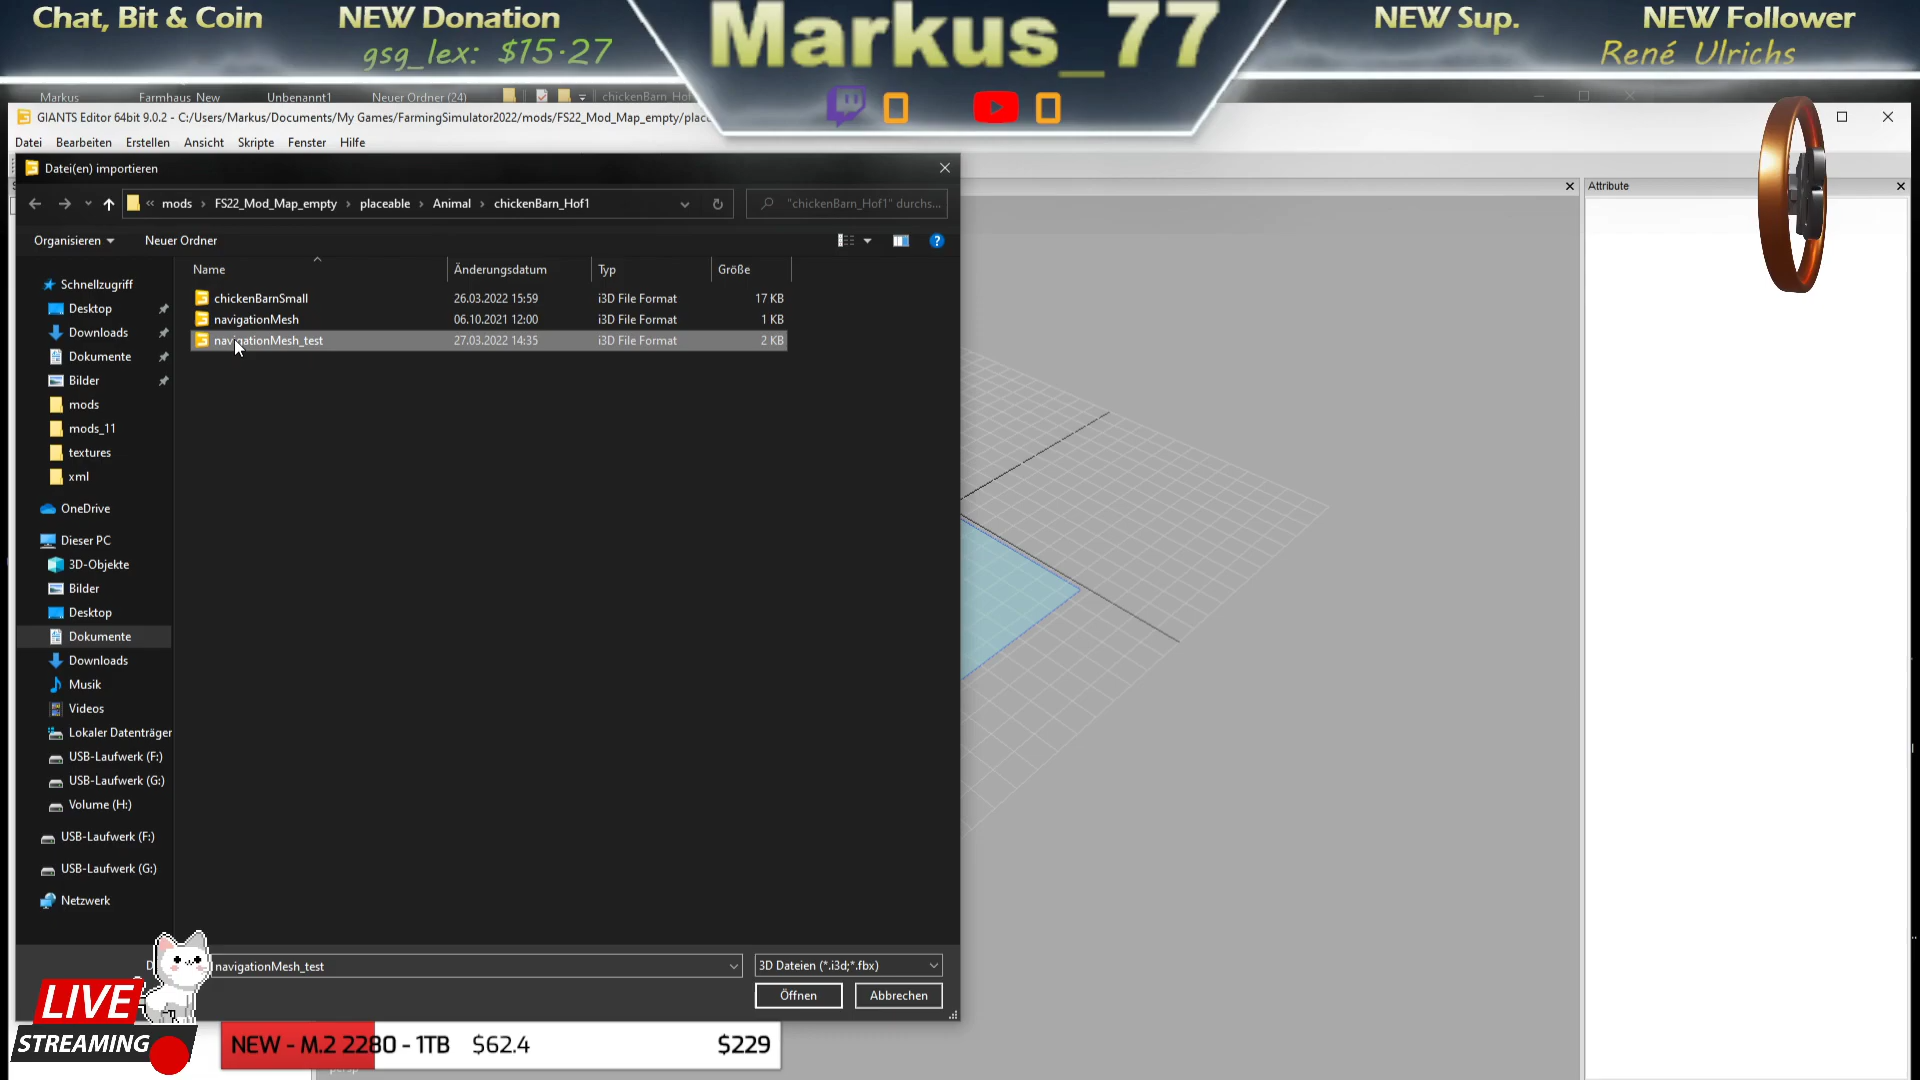 Chat, Bit & Coin
NEW Donation
gsg_lex: $15.27
Markus_77
NEW Sup.
NEW Follower
René Ulrichs
Markus
Farmhaus_New
Unbenannt1
Neuer Ordner (24)
chickenBarn_Hof
GIANTS Editor 64bit 9.0.2 - C:/Users/Markus/Documents/My Games/FarmingSimulator2022/mods/FS22_Mod_Map_empty/place
Datei Bearbeiten Erstellen Ansicht Skripte Fenster Hilfe
Datei(en) importieren
« mods › FS22_Mod_Map_empty › placeable › Animal › chickenBarn_Hof1
"chickenBarn_Hof1" durchs...
Attribute
Organisieren
Neuer Ordner
Name Änderungsdatum Typ Größe
chickenBarnSmall 26.03.2022 15:59 i3D File Format 17 KB
navigationMesh 06.10.2021 12:00 i3D File Format 1 KB
navigationMesh_test 27.03.2022 14:35 i3D File Format 2 KB
Schnellzugriff
Desktop
Downloads
Dokumente
Bilder
mods
mods_11
textures
xml
OneDrive
Dieser PC
3D-Objekte
Bilder
Desktop
Dokumente
Downloads
Musik
Videos
Lokaler Datenträger
USB-Laufwerk (F:)
USB-Laufwerk (G:)
Volume (H:)
USB-Laufwerk (F:)
USB-Laufwerk (G:)
Netzwerk
D
navigationMesh_test
3D Dateien (*.i3d;*.fbx)
Öffnen
Abbrechen
LIVE
STREAMING
NEW - M.2 2280 - 1TB $62.4 $229
persp